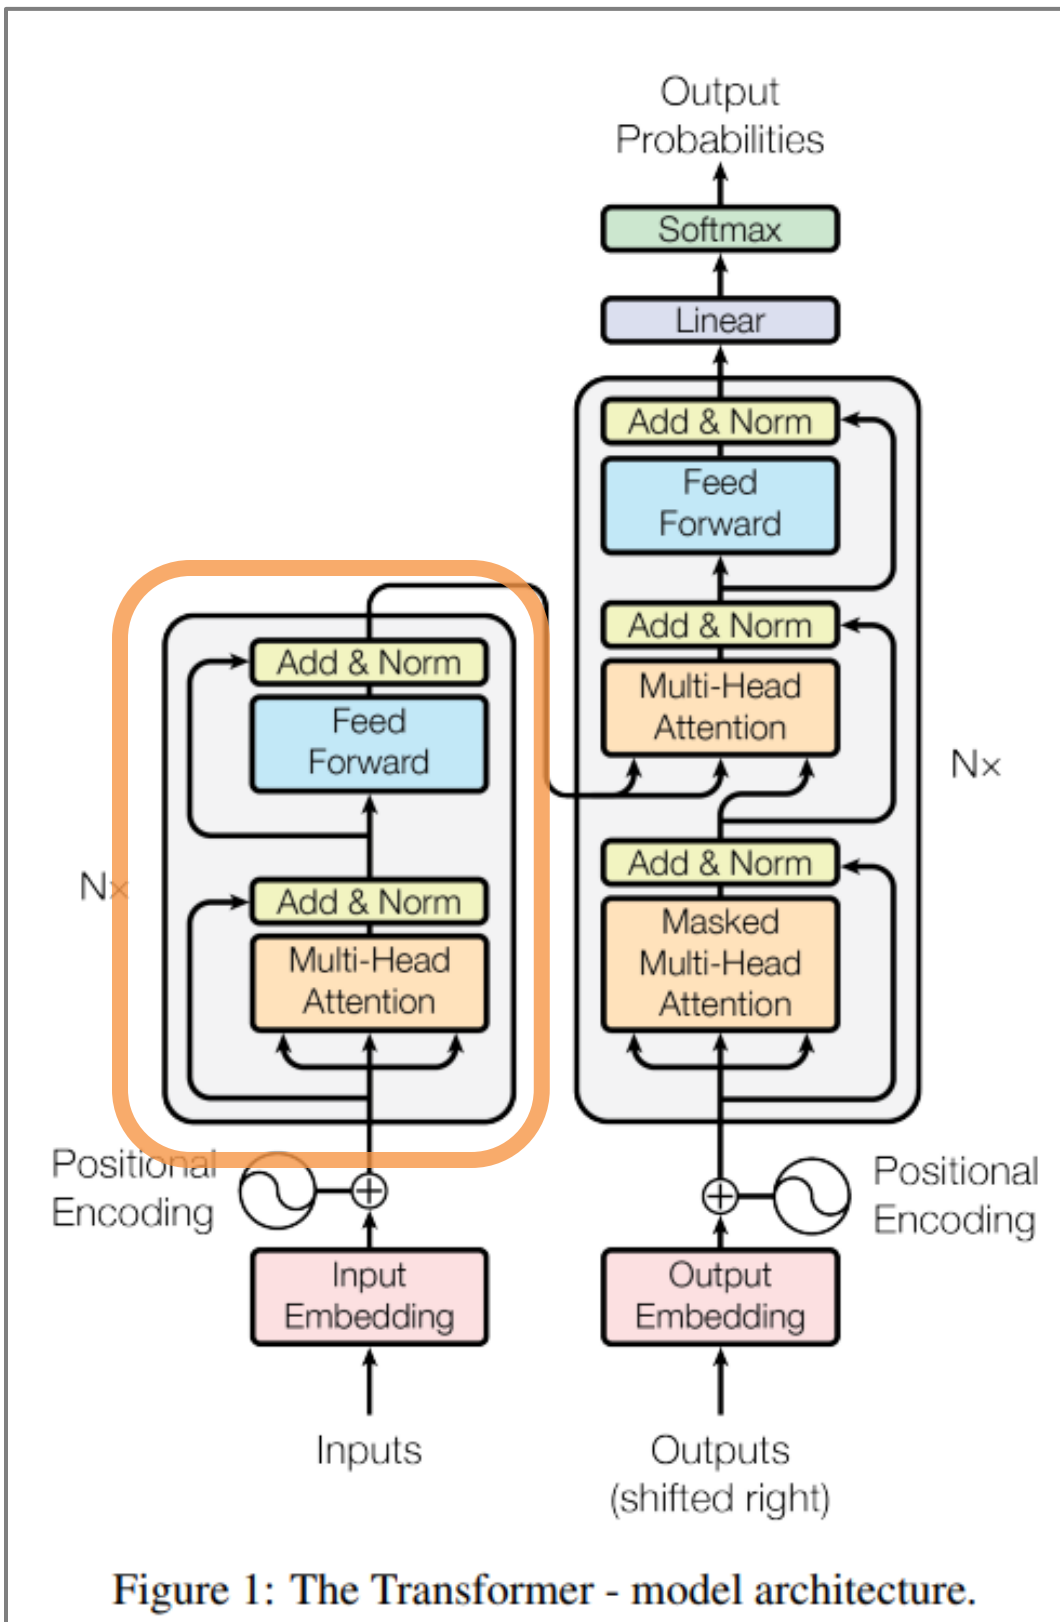 Output
Probabilities
Softmax
Linear
Add & Norm
Feed
Forward
Add & Norm
Multi-Head
Attention
Nx
Add & Norm
Masked
Multi-Head
Attention
Positional
Encoding
Output
Embedding
Outputs
(shifted right)
Add & Norm
Feed
Forward
Nx
Add & Norm
Multi-Head
Attention
Positional
Encoding
Input
Embedding
Inputs
Figure 1: The Transformer - model architecture.